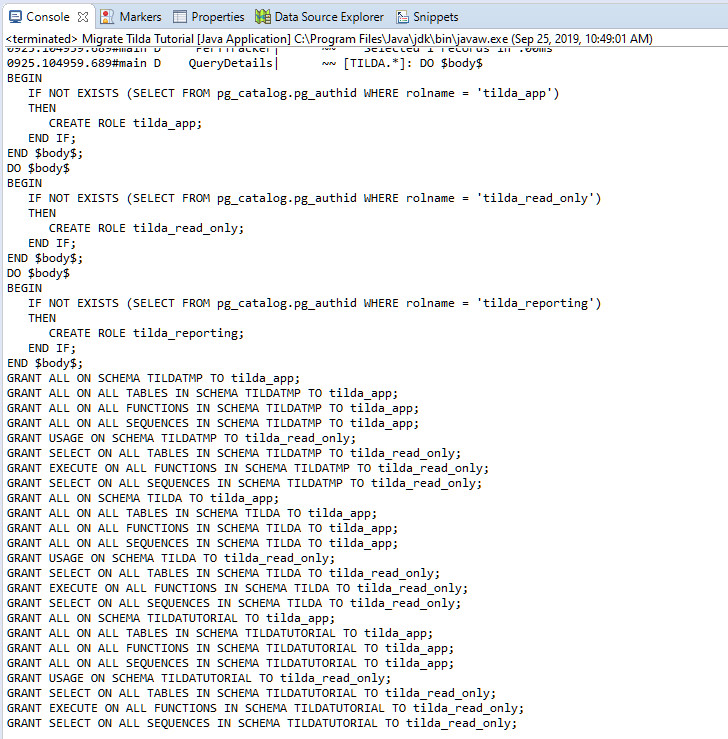 Console Markers Properties Data Source Explorer Snippets
<terminated> Migrate Tilda Tutorial [Java Application] C:\Program Files\Java\jdk\bin\javaw.exe (Sep 25, 2019, 10:49:01 AM)
0925.104959.689#main D    PerfTracker|      ~~    Selected 1 records in .00ms
0925.104959.689#main D    QueryDetails|      ~~ [TILDA.*]: DO $body$
BEGIN
   IF NOT EXISTS (SELECT FROM pg_catalog.pg_authid WHERE rolname = 'tilda_app')
   THEN
      CREATE ROLE tilda_app;
   END IF;
END $body$;
DO $body$
BEGIN
   IF NOT EXISTS (SELECT FROM pg_catalog.pg_authid WHERE rolname = 'tilda_read_only')
   THEN
      CREATE ROLE tilda_read_only;
   END IF;
END $body$;
DO $body$
BEGIN
   IF NOT EXISTS (SELECT FROM pg_catalog.pg_authid WHERE rolname = 'tilda_reporting')
   THEN
      CREATE ROLE tilda_reporting;
   END IF;
END $body$;
GRANT ALL ON SCHEMA TILDATMP TO tilda_app;
GRANT ALL ON ALL TABLES IN SCHEMA TILDATMP TO tilda_app;
GRANT ALL ON ALL FUNCTIONS IN SCHEMA TILDATMP TO tilda_app;
GRANT ALL ON ALL SEQUENCES IN SCHEMA TILDATMP TO tilda_app;
GRANT USAGE ON SCHEMA TILDATMP TO tilda_read_only;
GRANT SELECT ON ALL TABLES IN SCHEMA TILDATMP TO tilda_read_only;
GRANT EXECUTE ON ALL FUNCTIONS IN SCHEMA TILDATMP TO tilda_read_only;
GRANT SELECT ON ALL SEQUENCES IN SCHEMA TILDATMP TO tilda_read_only;
GRANT ALL ON SCHEMA TILDA TO tilda_app;
GRANT ALL ON ALL TABLES IN SCHEMA TILDA TO tilda_app;
GRANT ALL ON ALL FUNCTIONS IN SCHEMA TILDA TO tilda_app;
GRANT ALL ON ALL SEQUENCES IN SCHEMA TILDA TO tilda_app;
GRANT USAGE ON SCHEMA TILDA TO tilda_read_only;
GRANT SELECT ON ALL TABLES IN SCHEMA TILDA TO tilda_read_only;
GRANT EXECUTE ON ALL FUNCTIONS IN SCHEMA TILDA TO tilda_read_only;
GRANT SELECT ON ALL SEQUENCES IN SCHEMA TILDA TO tilda_read_only;
GRANT ALL ON SCHEMA TILDATUTORIAL TO tilda_app;
GRANT ALL ON ALL TABLES IN SCHEMA TILDATUTORIAL TO tilda_app;
GRANT ALL ON ALL FUNCTIONS IN SCHEMA TILDATUTORIAL TO tilda_app;
GRANT ALL ON ALL SEQUENCES IN SCHEMA TILDATUTORIAL TO tilda_app;
GRANT USAGE ON SCHEMA TILDATUTORIAL TO tilda_read_only;
GRANT SELECT ON ALL TABLES IN SCHEMA TILDATUTORIAL TO tilda_read_only;
GRANT EXECUTE ON ALL FUNCTIONS IN SCHEMA TILDATUTORIAL TO tilda_read_only;
GRANT SELECT ON ALL SEQUENCES IN SCHEMA TILDATUTORIAL TO tilda_read_only;